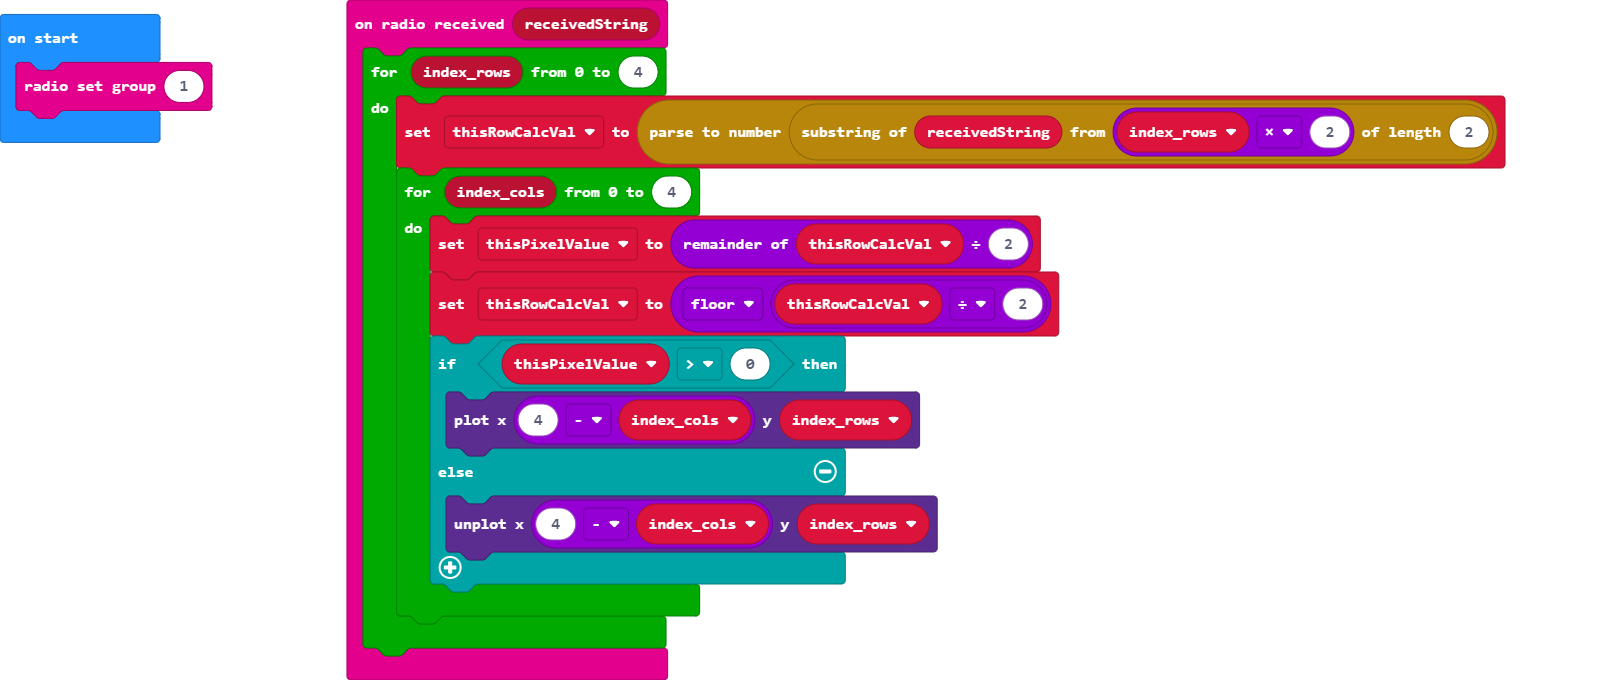 on start
radio set group 1
on radio received receivedString
for index_rows from 0 to 4
do
set thisRowCalcVal to parse to number substring of receivedString from index_rows × 2 of length 2
for index_cols from 0 to 4
do
set thisPixelValue to remainder of thisRowCalcVal ÷ 2
set thisRowCalcVal to floor thisRowCalcVal ÷ 2
if thisPixelValue > 0 then
plot x 4 - index_cols y index_rows
else
unplot x 4 - index_cols y index_rows